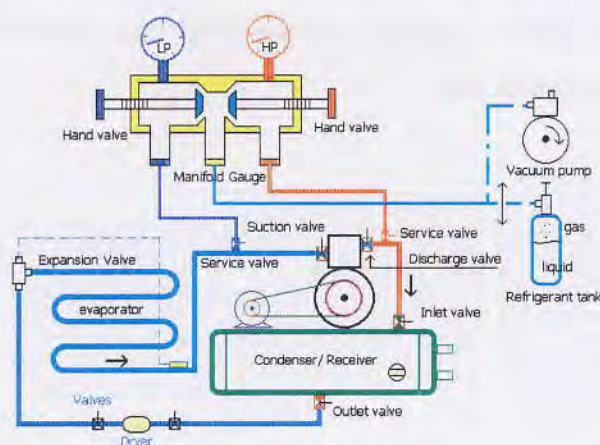 LP
HP
Hand valve
Hand valve
Manifold Gauge
Vacuum pump
Suction valve
Service valve
gas
Expansion Valve
Service valve
Discharge valve
liquid
Refrigerant tank
evaporator
Inlet valve
Condenser/ Receiver
Valves
Outlet valve
Dryer